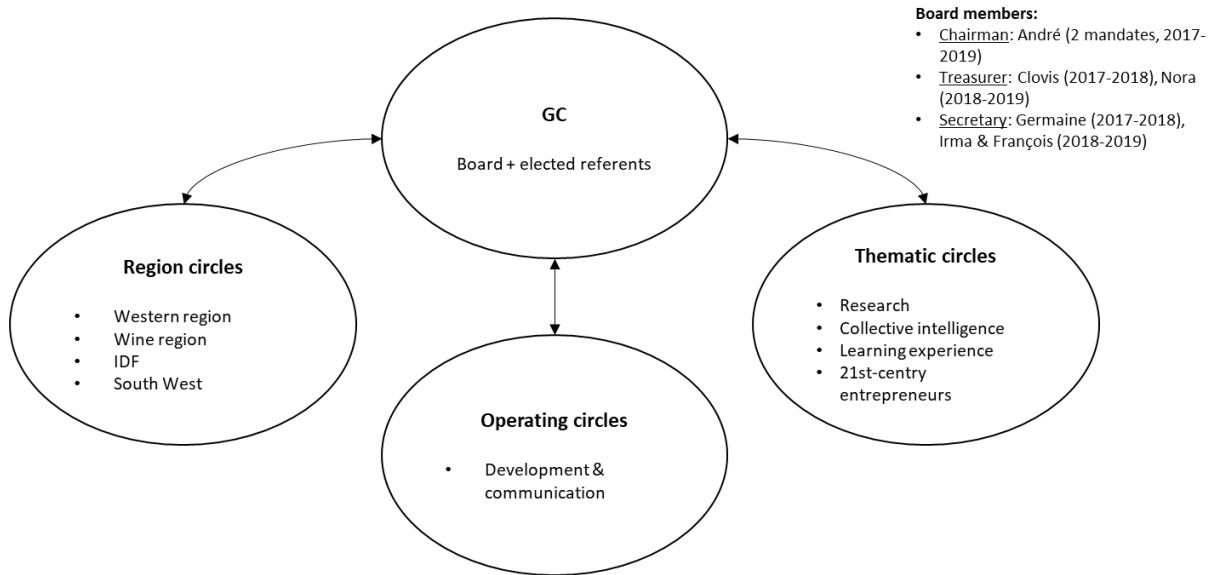 Board members:
• Chairman: André (2 mandates, 2017-
2019)
• Treasurer: Clovis (2017-2018), Nora
(2018-2019)
• Secretary: Germaine (2017-2018),
Irma & François (2018-2019)
GC
Board + elected referents
Region circles
• Western region
• Wine region
• IDF
• South West
Operating circles
• Development &
communication
Thematic circles
• Research
• Collective intelligence
• Learning experience
• 21st-centry
entrepreneurs